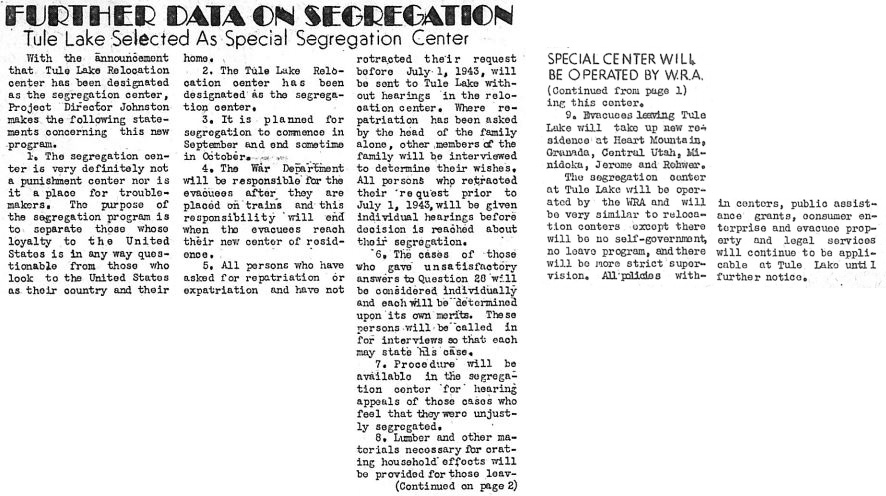 FURTHER DATA ON SEGREGATION
Tule Lake Selected As Special Segregation Center
With the announcement
that Tule Lake Relocation
center has been designated
as the segregation center,
Project Director Johnston
makes the following state-
ments concerning this new
program.
1. The segregation cen-
ter is very definitely not
a punishment center nor is
it a place for trouble-
makers. The purpose of
the segregation program is
to separate those whose
loyalty to the United
States is in any way ques-
tionable from those who
look to the United States
as their country and their
home.
2. The Tule Lake Relo-
cation center has been
designated as the segrega-
tion center.
3. It is planned for
segregation to commence in
September and end sometime
in October.
4. The War Department
will be responsible for the
evacuees after they are
placed on trains and this
responsibility will end
when the evacuees reach
their new center of resid-
ence.
5. All persons who have
asked for repatriation or
expatriation and have not
rotracted their request
before July 1, 1943, will
be sent to Tule Lake with-
out hearings in the relo-
cation center. Where re-
patriation has been asked
by the head of the family
alone, other members of the
family will be interviewed
to determine their wishes.
All persons who retracted
their request prior to
July 1, 1943, will be given
individual hearings before
decision is reached about
their segregation.
6. The cases of those
who gave unsatisfactory
answers to Question 28 will
be considered individually
and each will be determined
upon its own merits. These
persons will be called in
for interviews so that each
may state his case.
7. Procedure will be
available in the segrega-
tion center for hearing
appeals of those cases who
feel that they were unjust-
ly segregated.
8. Lumber and other ma-
terials necessary for crat-
ing household effects will
be provided for those leav-
(Continued on page 2)
SPECIAL CENTER WILL
BE OPERATED BY W.R.A.
(Continued from page 1)
ing this center.
9. Evacuees leaving Tule
Lake will take up new re-
sidence at Heart Mountain,
Granada, Central Utah, Mi-
nidoka, Jerome and Rohwer.
The segregation center
at Tule Lake will be oper-
ated by the WRA and will
be very similar to reloca-
tion centers except there
will be no self-government,
no leave program, and there
will be more strict super-
vision. All policies with-
in centers, public assist-
ance grants, consumer en-
terprise and evacuee prop-
erty and legal services
will continue to be appli-
cable at Tule Lake until
further notice.